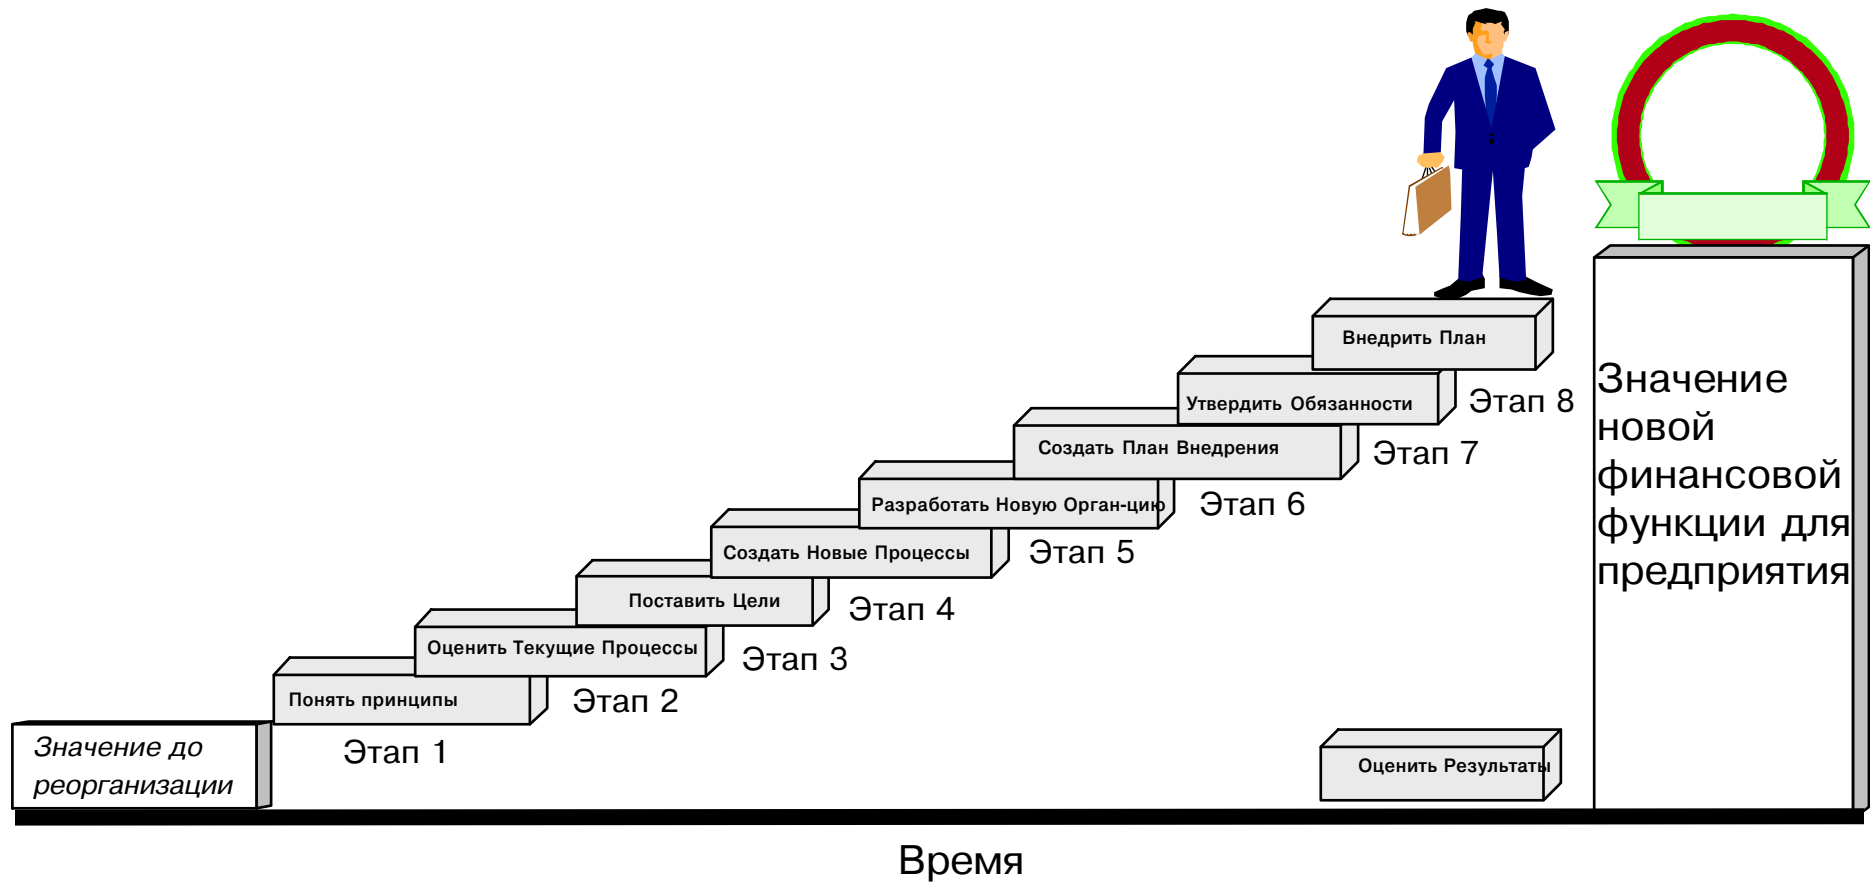 Внедрить План
Этап 8
Утвердить Обязанности
Этап 7
Создать План Внедрения
Этап 6
Разработать Новую Орган-цию
Этап 5
Создать Новые Процессы
Этап 4
Поставить Цели
Этап 3
Оценить Текущие Процессы
Этап 2
Понять принципы
Этап 1
Значение до
реорганизации
Оценить Результаты
Значение
новой
финансовой
функции для
предприятия
Время